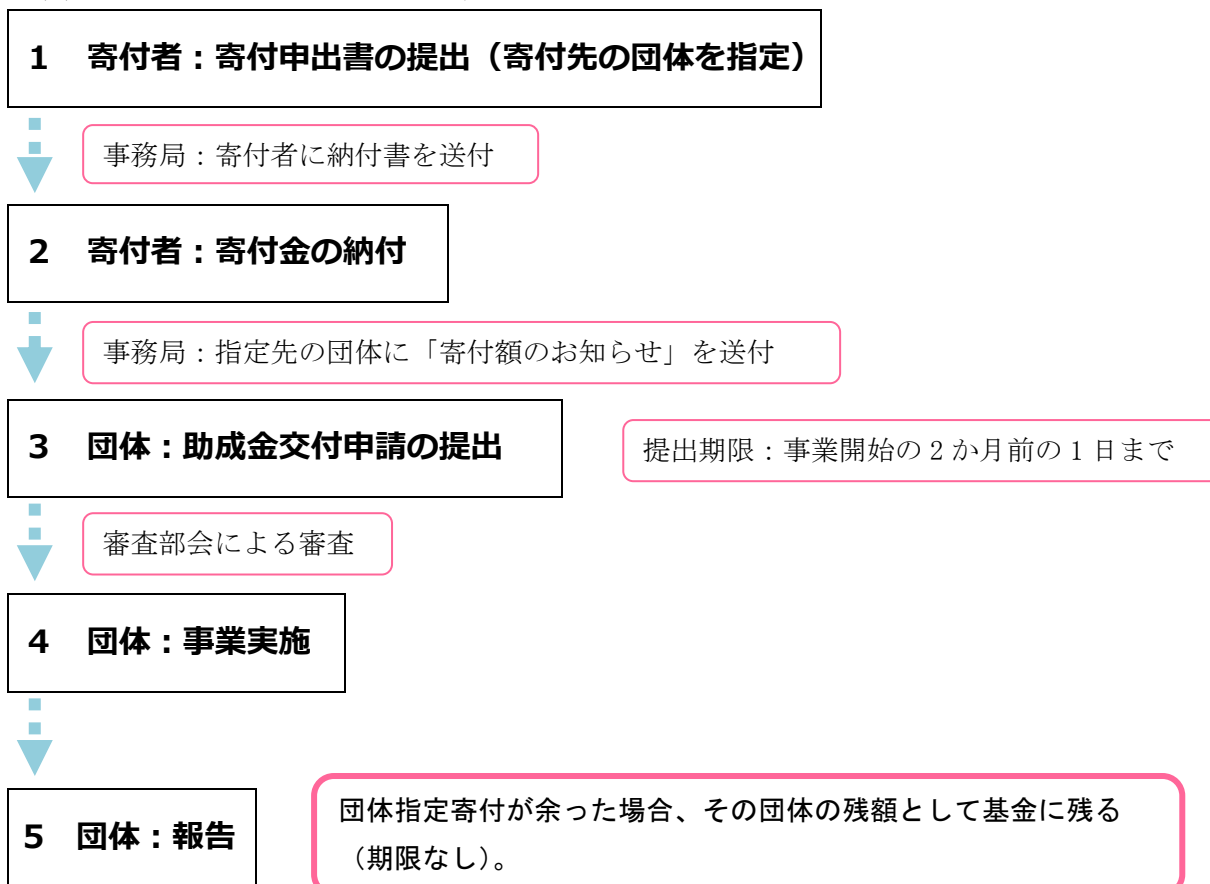 1 寄付者：寄付申出書の提出（寄付先の団体を指定）
事務局：寄付者に納付書を送付
2 寄付者：寄付金の納付
事務局：指定先の団体に「寄付額のお知らせ」を送付
3 団体：助成金交付申請の提出
提出期限：事業開始の２か月前の１日まで
審査部会による審査
4 団体：事業実施
5 団体：報告
団体指定寄付が余った場合、その団体の残額として基金に残る
（期限なし）。